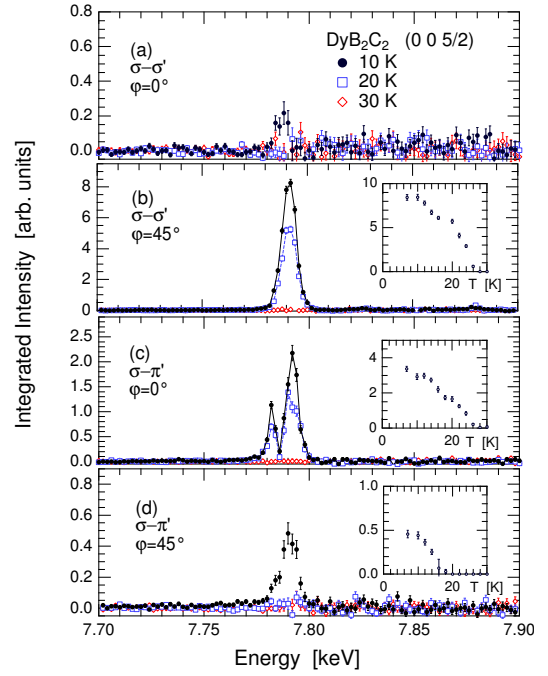 (a)
σ−σ'
φ=0°
DyB₂C₂ (0 0 5/2)
10 K
20 K
30 K
0.8
0.6
0.4
0.2
0.0
(b)
σ−σ'
φ=45°
8
6
4
2
0
10
5
0
0 20 T [K]
(c)
σ−π'
φ=0°
2.5
2.0
1.5
1.0
0.5
0.0
4
2
0
0 20 T [K]
(d)
σ−π'
φ=45°
0.8
0.6
0.4
0.2
0.0
1.0
0.5
0.0
0 20 T [K]
7.70 7.75 7.80 7.85 7.90
Energy [keV]
Integrated Intensity [arb. units]